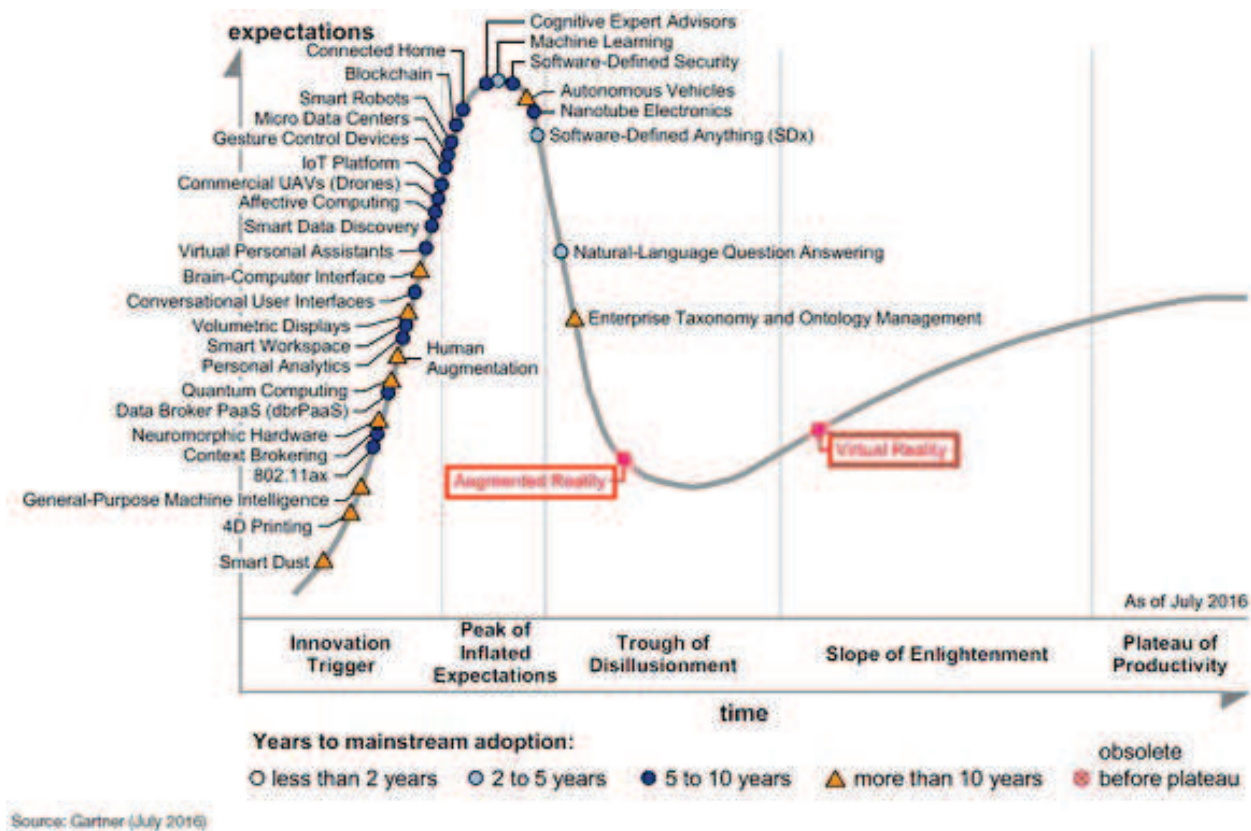 expectations
Cognitive Expert Advisors
Machine Learning
Software-Defined Security
Connected Home
Blockchain
Autonomous Vehicles
Smart Robots
Nanotube Electronics
Micro Data Centers
Software-Defined Anything (SDx)
Gesture Control Devices
IoT Platform
Commercial UAVs (Drones)
Affective Computing
Smart Data Discovery
Virtual Personal Assistants
Natural-Language Question Answering
Brain-Computer Interface
Conversational User Interfaces
Volumetric Displays
Enterprise Taxonomy and Ontology Management
Smart Workspace
Personal Analytics
Human
Augmentation
Quantum Computing
Data Broker PaaS (dbrPaaS)
Neuromorphic Hardware
Context Brokering
802.11ax
Augmented Reality
Virtual Reality
General-Purpose Machine Intelligence
4D Printing
Smart Dust
As of July 2016
Innovation
Trigger
Peak of
Inflated
Expectations
Trough of
Disillusionment
Slope of Enlightenment
Plateau of
Productivity
time
Years to mainstream adoption:
less than 2 years
2 to 5 years
5 to 10 years
more than 10 years
obsolete
before plateau
Source: Gartner (July 2016)